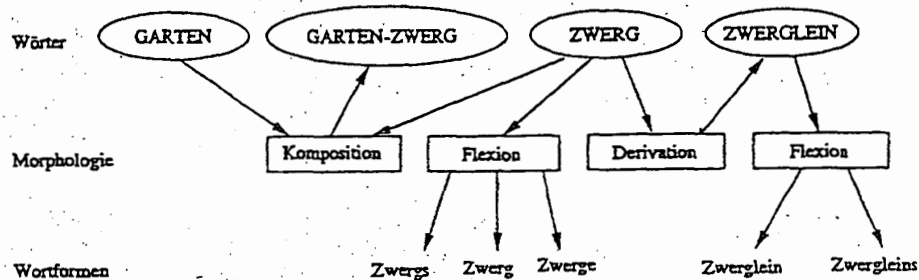 Wörter GARTEN GARTEN-ZWERG ZWERG ZWERGLEIN
Morphologie Komposition Flexion Derivation Flexion
Wortformen Zwergs Zwerg Zwerge Zwerglein Zwergleins